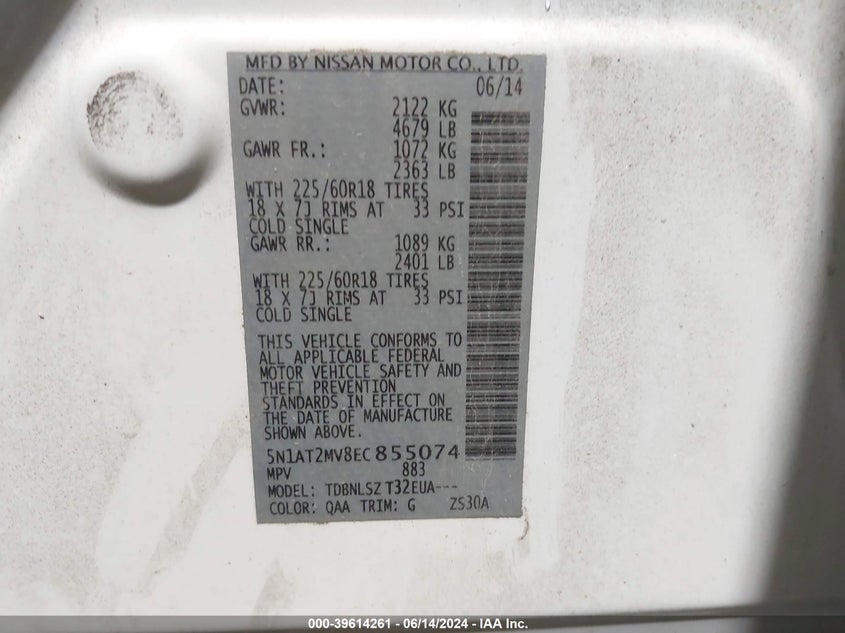 MFD BY NISSAN MOTOR CO., LTD.
DATE: 06/14
GVWR: 2122 KG
4679 LB
GAWR FR.: 1072 KG
2363 LB
WITH 225/60R18 TIRES
18 X 7J RIMS AT 33 PSI
COLD SINGLE
GAWR RR.: 1089 KG
2401 LB
WITH 225/60R18 TIRES
18 X 7J RIMS AT 33 PSI
COLD SINGLE
THIS VEHICLE CONFORMS TO
ALL APPLICABLE FEDERAL
MOTOR VEHICLE SAFETY AND
THEFT PREVENTION
STANDARDS IN EFFECT ON
THE DATE OF MANUFACTURE
SHOWN ABOVE.
5N1AT2MV8EC855074
MPV 883
MODEL: TDBNLSZ T32EUA---
COLOR: QAA TRIM: G ZS30A
000-39614261 - 06/14/2024 - IAA Inc.